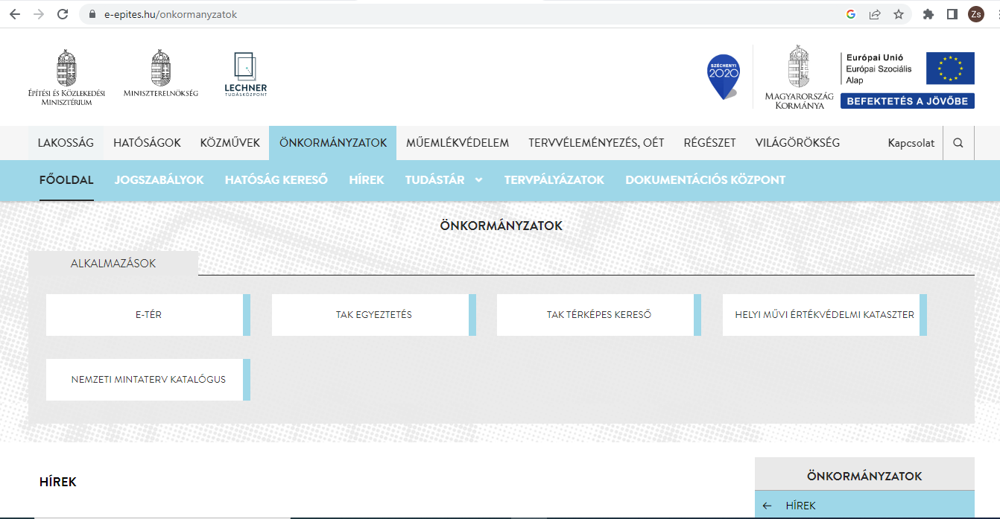 e-epites.hu/onkormanyzatok
Zs
ÉPÍTÉSI ÉS KÖZLEKEDÉSI
MINISZTÉRIUM
MINISZTERELNÖKSÉG
LECHNER
TUDÁSKÖZPONT
SZÉCHENYI
2020
MAGYARORSZÁG
KORMÁNYA
Európai Unió
Európai Szociális
Alap
BEFEKTETÉS A JÖVŐBE
LAKOSSÁG HATÓSÁGOK KÖZMŰVEK ÖNKORMÁNYZATOK MŰEMLÉKVÉDELEM TERVVÉLEMÉNYEZÉS, OÉT RÉGÉSZET VILÁGÖRÖKSÉG Kapcsolat
FŐOLDAL JOGSZABÁLYOK HATÓSÁG KERESŐ HÍREK TUDÁSTÁR TERVPÁLYÁZATOK DOKUMENTÁCIÓS KÖZPONT
ÖNKORMÁNYZATOK
ALKALMAZÁSOK
E-TÉR TAK EGYEZTETÉS TAK TÉRKÉPES KERESŐ HELYI MŰVI ÉRTÉKVÉDELMI KATASZTER
NEMZETI MINTATERV KATALÓGUS
HÍREK
ÖNKORMÁNYZATOK
← HÍREK